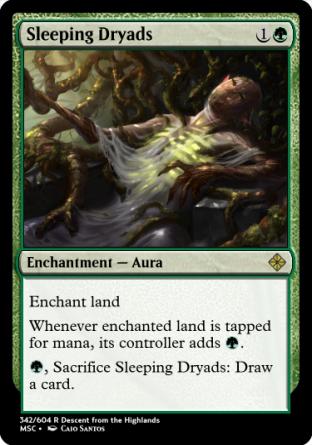 Sleeping Dryads 1
Enchantment — Aura
Enchant land
Whenever enchanted land is tapped
for mana, its controller adds .
, Sacrifice Sleeping Dryads: Draw
a card.
342/604 R Descent from the Highlands
MSC • Caio Santos